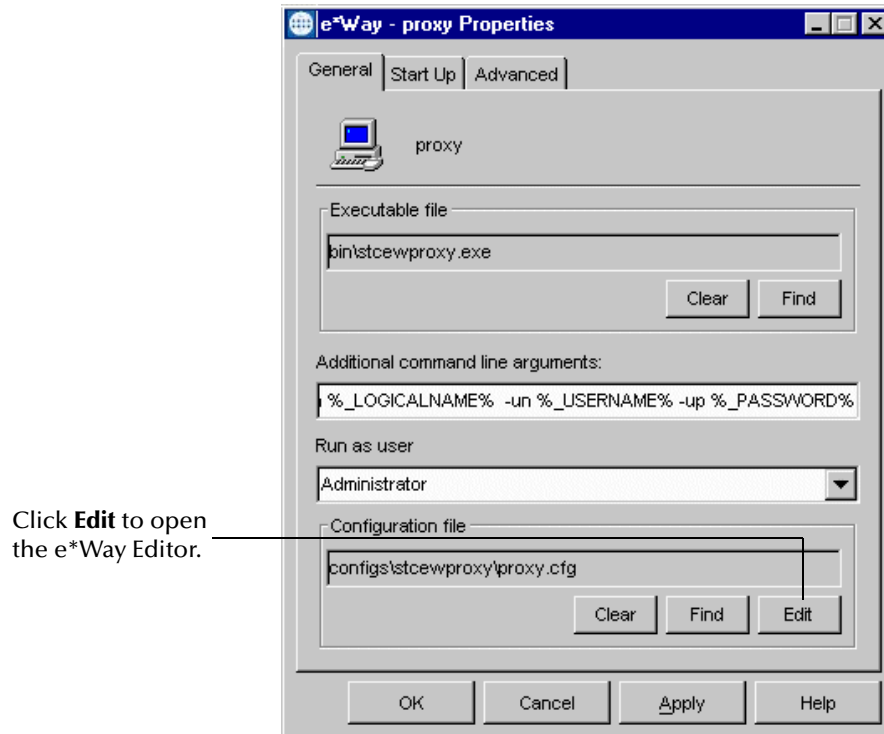 e*Way - proxy Properties
General Start Up Advanced
proxy
Executable file
bin\stcewproxy.exe
Clear Find
Additional command line arguments:
%_LOGICALNAME% -un %_USERNAME% -up %_PASSWORD%
Run as user
Administrator
Click Edit to open
the e*Way Editor.
Configuration file
configs\stcewproxy\proxy.cfg
Clear Find Edit
OK Cancel Apply Help